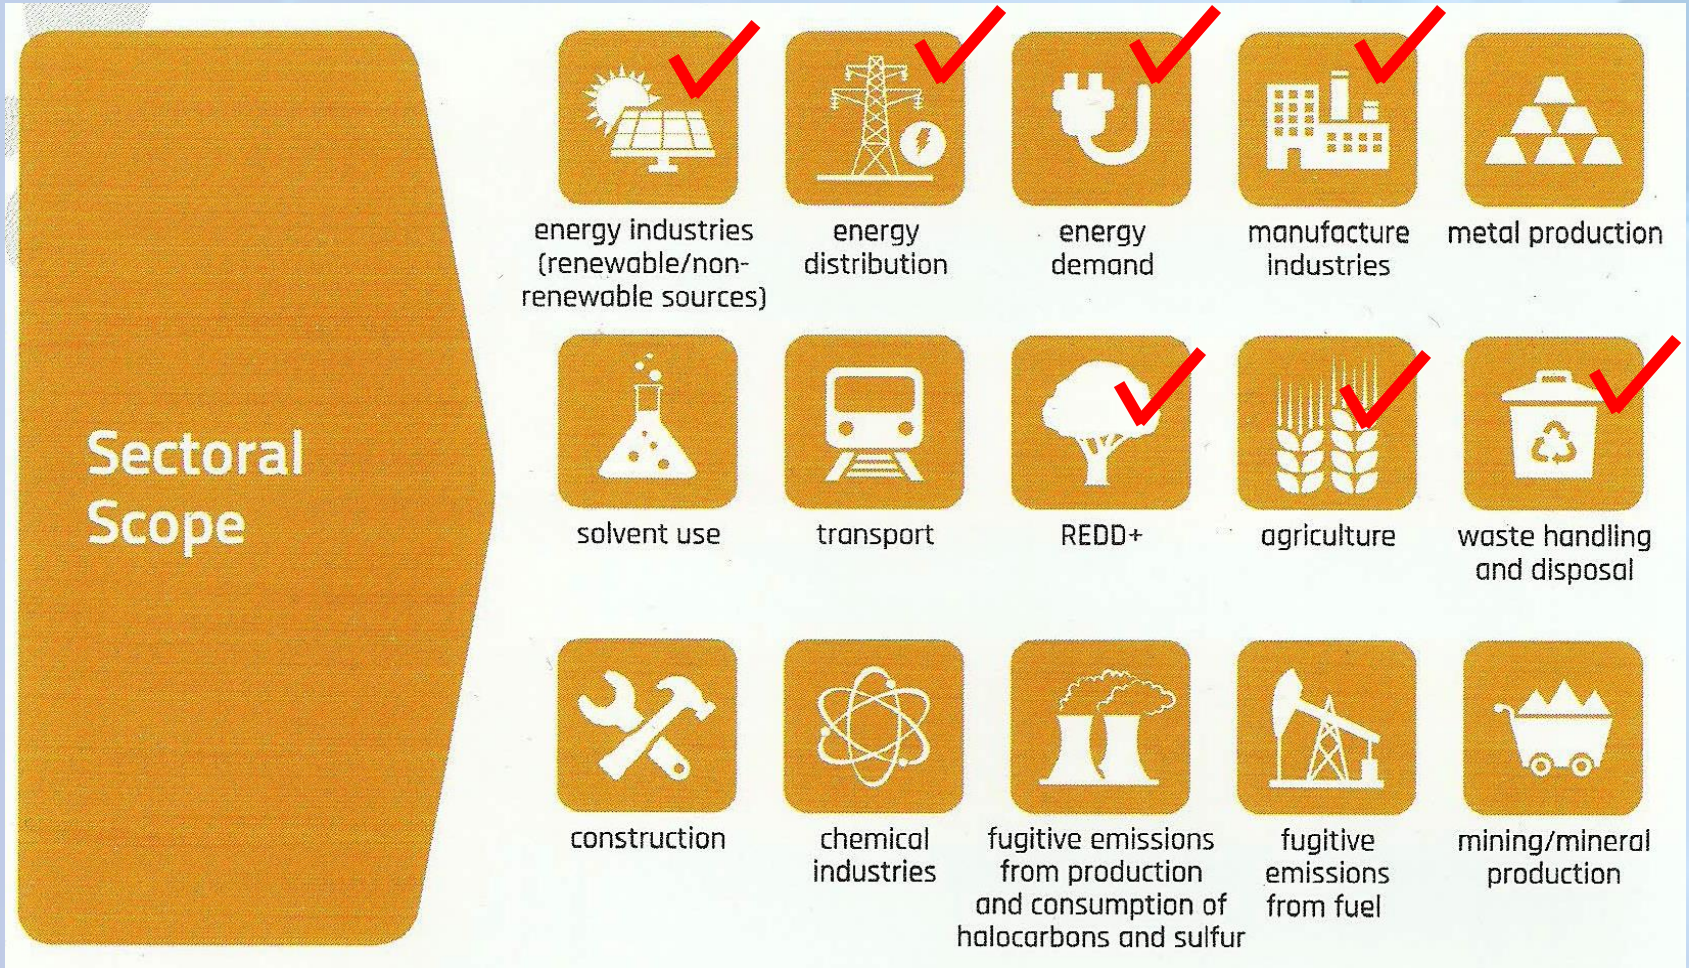 Sectoral
Scope
energy industries
(renewable/non-
renewable sources)
energy
distribution
energy
demand
manufacture
industries
metal production
solvent use
transport
REDD+
agriculture
waste handling
and disposal
construction
chemical
industries
fugitive emissions
from production
and consumption of
halocarbons and sulfur
fugitive
emissions
from fuel
mining/mineral
production